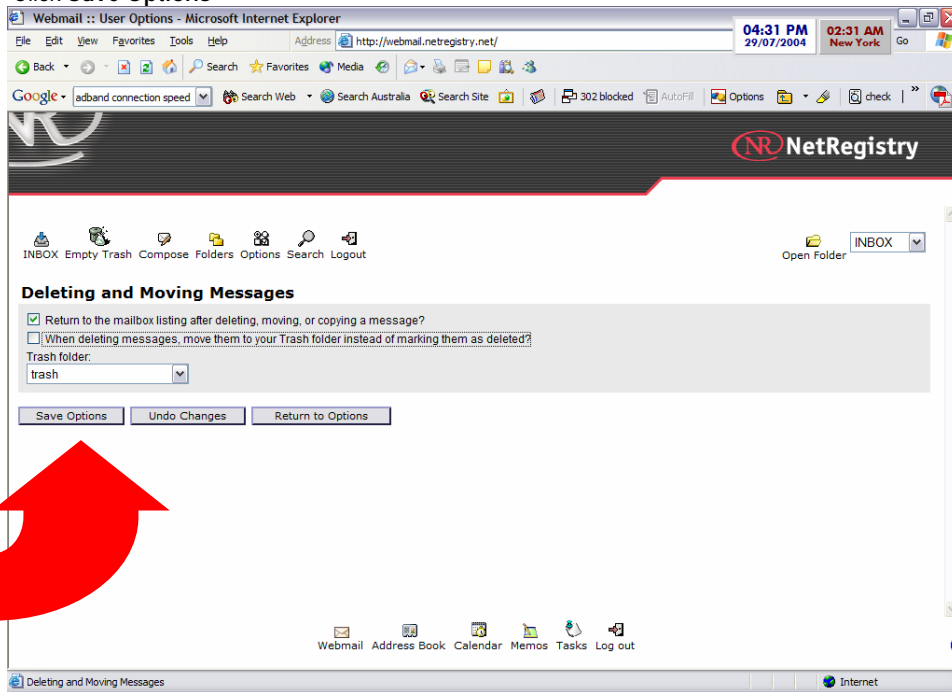 Click Save Options
Webmail :: User Options - Microsoft Internet Explorer
04:31 PM
29/07/2004
02:31 AM
New York
File Edit View Favorites Tools Help Address http://webmail.netregistry.net/ Go
Back Search Favorites Media
Google adband connection speed Search Web Search Australia Search Site 302 blocked AutoFill Options check »
NR
NR NetRegistry
INBOX Empty Trash Compose Folders Options Search Logout
Open Folder INBOX
Deleting and Moving Messages
Return to the mailbox listing after deleting, moving, or copying a message?
When deleting messages, move them to your Trash folder instead of marking them as deleted?
Trash folder:
trash
Save Options Undo Changes Return to Options
Webmail Address Book Calendar Memos Tasks Log out
Deleting and Moving Messages Internet